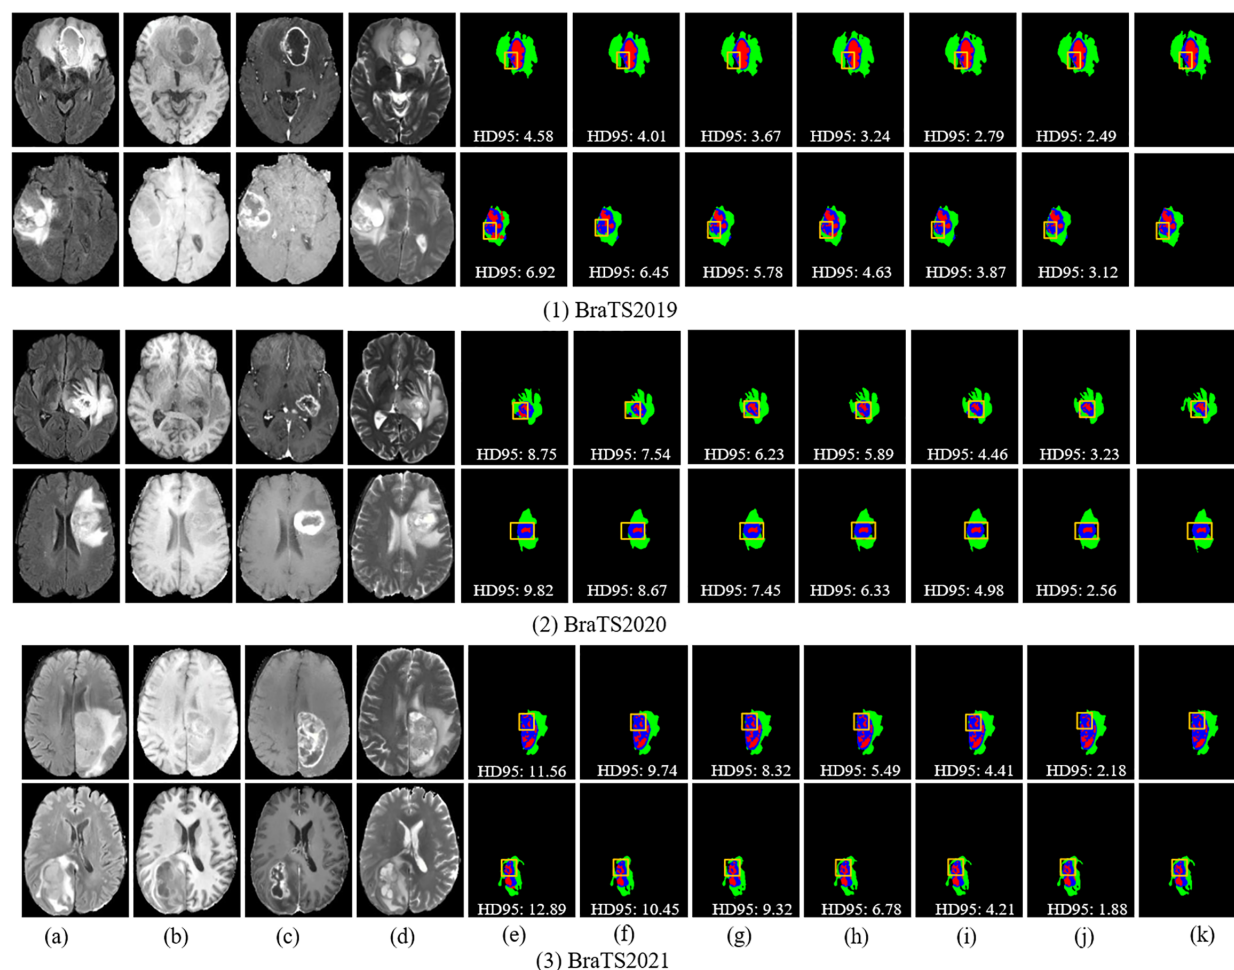 HD95: 4.58 HD95: 4.01 HD95: 3.67 HD95: 3.24 HD95: 2.79 HD95: 2.49
HD95: 6.92 HD95: 6.45 HD95: 5.78 HD95: 4.63 HD95: 3.87 HD95: 3.12
(1) BraTS2019
HD95: 8.75 HD95: 7.54 HD95: 6.23 HD95: 5.89 HD95: 4.46 HD95: 3.23
HD95: 9.82 HD95: 8.67 HD95: 7.45 HD95: 6.33 HD95: 4.98 HD95: 2.56
(2) BraTS2020
HD95: 11.56 HD95: 9.74 HD95: 8.32 HD95: 5.49 HD95: 4.41 HD95: 2.18
HD95: 12.89 HD95: 10.45 HD95: 9.32 HD95: 6.78 HD95: 4.21 HD95: 1.88
(a) (b) (c) (d) (e) (f) (g) (h) (i) (j) (k)
(3) BraTS2021